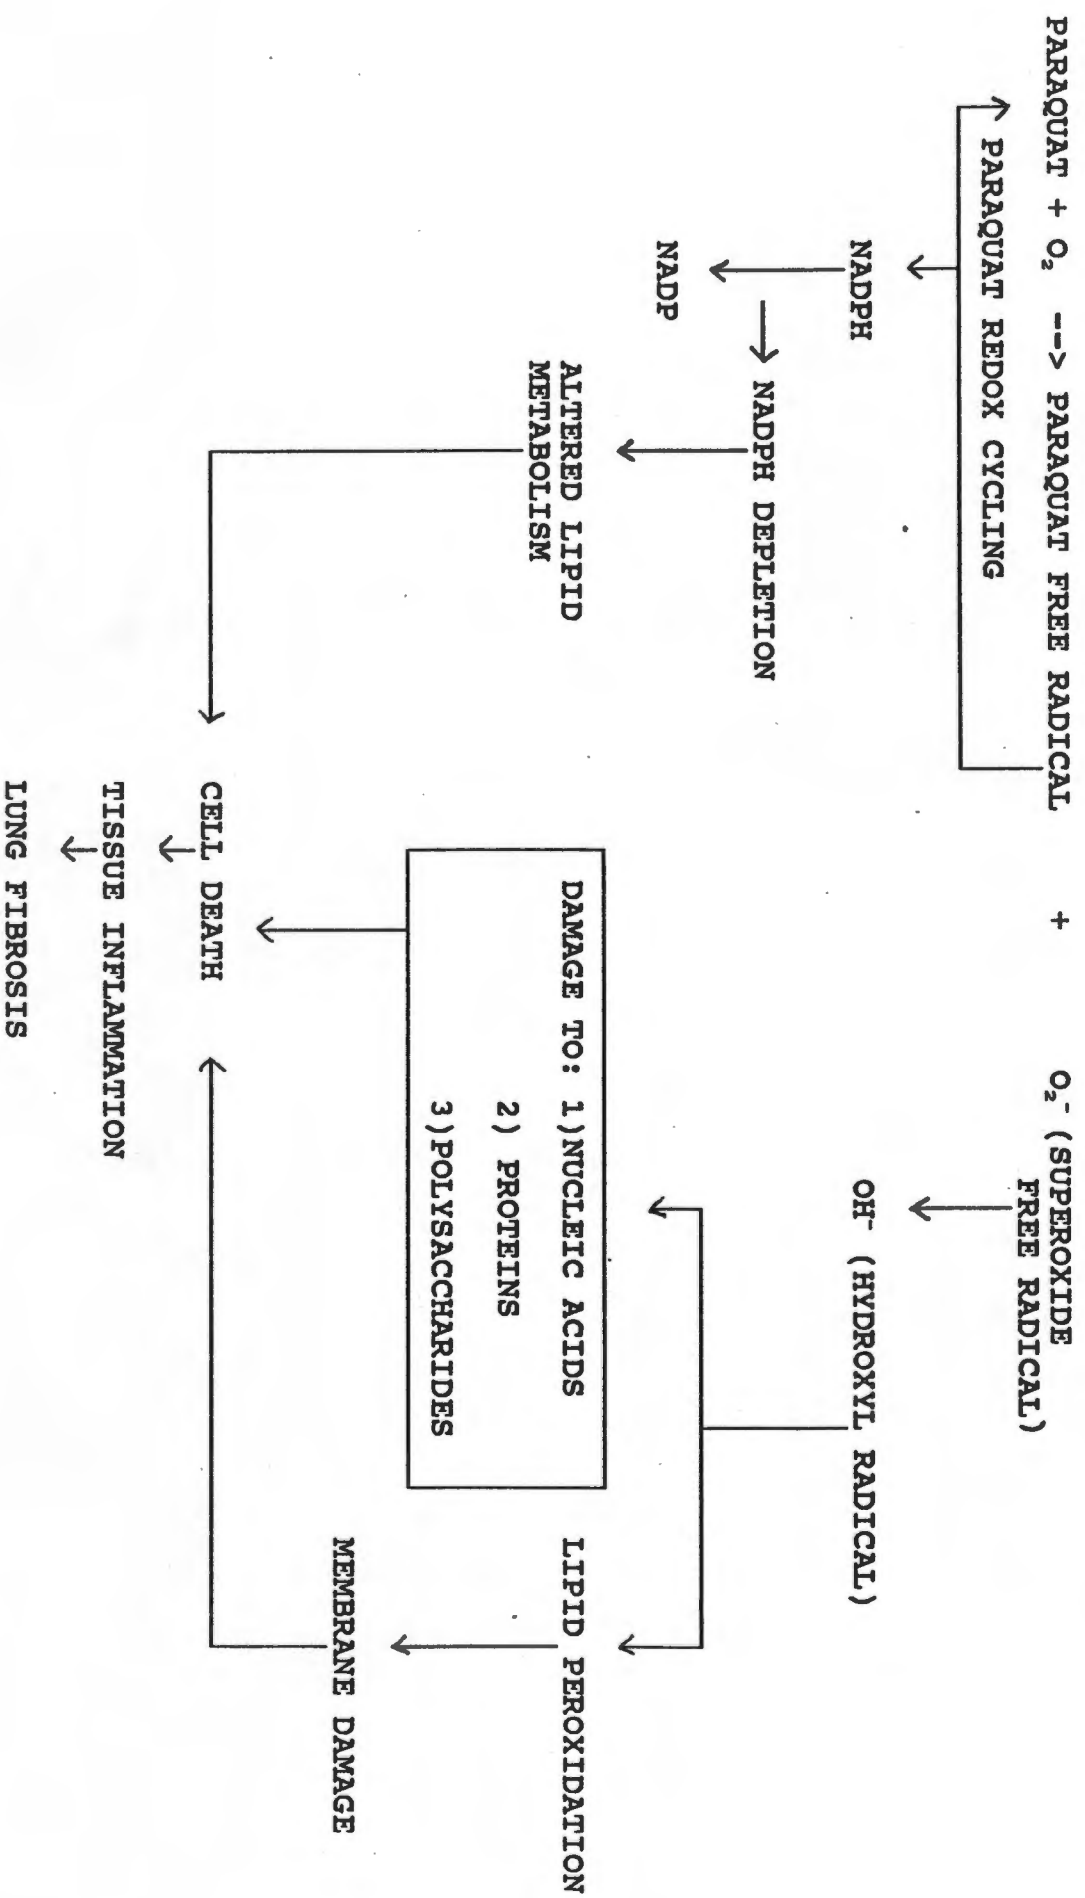 PARAQUAT + O₂ --> PARAQUAT FREE RADICAL + O₂⁻ (SUPEROXIDE
FREE RADICAL)
PARAQUAT REDOX CYCLING
NADPH
OH⁻ (HYDROXYL RADICAL)
NADPH DEPLETION
NADP
ALTERED LIPID
METABOLISM
DAMAGE TO: 1)NUCLEIC ACIDS
2) PROTEINS
3)POLYSACCHARIDES
LIPID PEROXIDATION
MEMBRANE DAMAGE
CELL DEATH
TISSUE INFLAMMATION
LUNG FIBROSIS